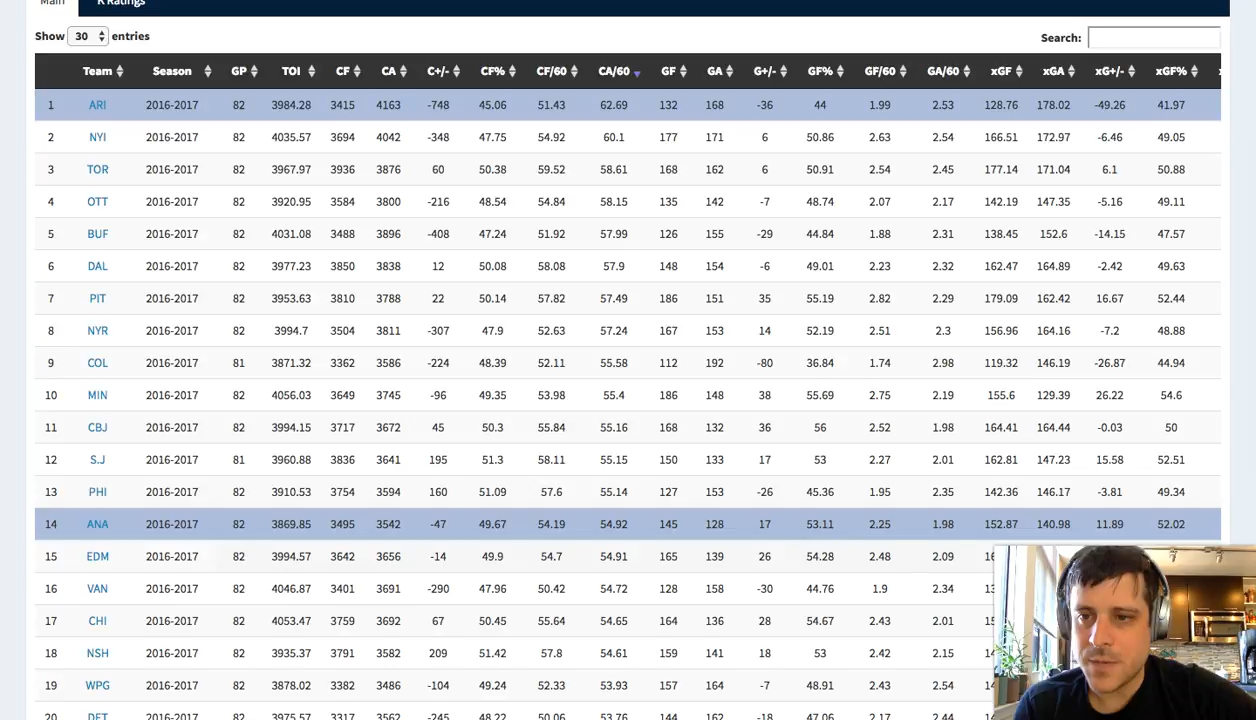 Main K Ratings
Show 30 entries Search:
Team Season GP TOI CF CA C+/- CF% CF/60 CA/60 GF GA G+/- GF% GF/60 GA/60 xGF xGA xG+/- xGF%
1 ARI 2016-2017 82 3984.28 3415 4163 -748 45.06 51.43 62.69 132 168 -36 44 1.99 2.53 128.76 178.02 -49.26 41.97
2 NYI 2016-2017 82 4035.57 3694 4042 -348 47.75 54.92 60.1 177 171 6 50.86 2.63 2.54 166.51 172.97 -6.46 49.05
3 TOR 2016-2017 82 3967.97 3936 3876 60 50.38 59.52 58.61 168 162 6 50.91 2.54 2.45 177.14 171.04 6.1 50.88
4 OTT 2016-2017 82 3920.95 3584 3800 -216 48.54 54.84 58.15 135 142 -7 48.74 2.07 2.17 142.19 147.35 -5.16 49.11
5 BUF 2016-2017 82 4031.08 3488 3896 -408 47.24 51.92 57.99 126 155 -29 44.84 1.88 2.31 138.45 152.6 -14.15 47.57
6 DAL 2016-2017 82 3977.23 3850 3838 12 50.08 58.08 57.9 148 154 -6 49.01 2.23 2.32 162.47 164.89 -2.42 49.63
7 PIT 2016-2017 82 3953.63 3810 3788 22 50.14 57.82 57.49 186 151 35 55.19 2.82 2.29 179.09 162.42 16.67 52.44
8 NYR 2016-2017 82 3994.7 3504 3811 -307 47.9 52.63 57.24 167 153 14 52.19 2.51 2.3 156.96 164.16 -7.2 48.88
9 COL 2016-2017 81 3871.32 3362 3586 -224 48.39 52.11 55.58 112 192 -80 36.84 1.74 2.98 119.32 146.19 -26.87 44.94
10 MIN 2016-2017 82 4056.03 3649 3745 -96 49.35 53.98 55.4 186 148 38 55.69 2.75 2.19 155.6 129.39 26.22 54.6
11 CBJ 2016-2017 82 3994.15 3717 3672 45 50.3 55.84 55.16 168 132 36 56 2.52 1.98 164.41 164.44 -0.03 50
12 S.J 2016-2017 81 3960.88 3836 3641 195 51.3 58.11 55.15 150 133 17 53 2.27 2.01 162.81 147.23 15.58 52.51
13 PHI 2016-2017 82 3910.53 3754 3594 160 51.09 57.6 55.14 127 153 -26 45.36 1.95 2.35 142.36 146.17 -3.81 49.34
14 ANA 2016-2017 82 3869.85 3495 3542 -47 49.67 54.19 54.92 145 128 17 53.11 2.25 1.98 152.87 140.98 11.89 52.02
15 EDM 2016-2017 82 3994.57 3642 3656 -14 49.9 54.7 54.91 165 139 26 54.28 2.48 2.09
16 VAN 2016-2017 82 4046.87 3401 3691 -290 47.96 50.42 54.72 128 158 -30 44.76 1.9 2.34
17 CHI 2016-2017 82 4053.47 3759 3692 67 50.45 55.64 54.65 164 136 28 54.67 2.43 2.01
18 NSH 2016-2017 82 3935.37 3791 3582 209 51.42 57.8 54.61 159 141 18 53 2.42 2.15
19 WPG 2016-2017 82 3878.02 3382 3486 -104 49.24 52.33 53.93 157 164 -7 48.91 2.43 2.54
20 DET 2016-2017 82 3975.57 3317 3562 -245 48.22 50.06 53.76 144 162 -18 47.06 2.17 2.44